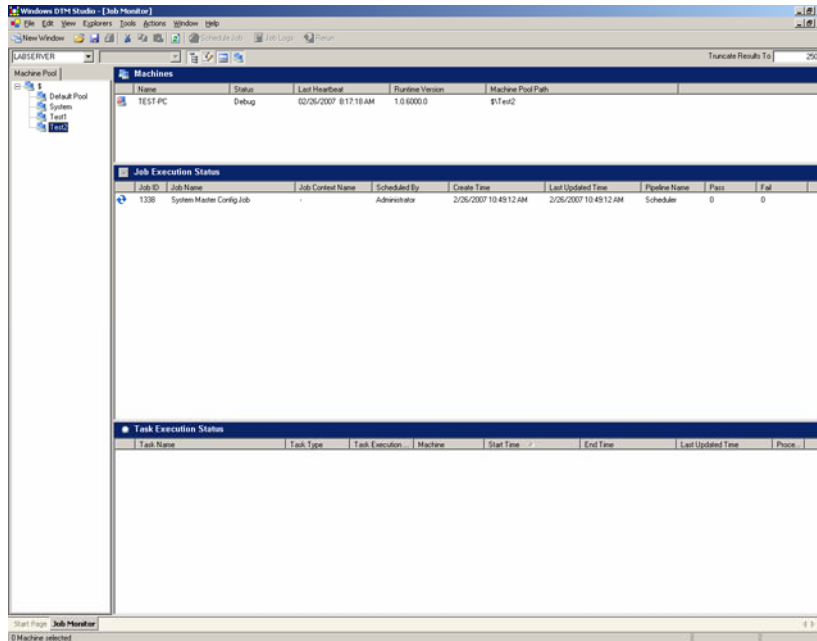 Windows DTM Studio - [Job Monitor]
File Edit View Explorers Tools Actions Window Help
New Window Schedule Job Job Logs Rerun
LABSERVER Truncate Results To 250
Machine Pool
$
Default Pool
System
Test1
Test2
Machines
Name Status Last Heartbeat Runtime Version Machine Pool Path
TEST-PC Debug 02/26/2007 8:17:18 AM 1.0.6000.0 $\Test2
Job Execution Status
Job ID Job Name Job Context Name Scheduled By Create Time Last Updated Time Pipeline Name Pass Fail
1338 System Master Config Job - Administrator 2/26/2007 10:49:12 AM 2/26/2007 10:49:12 AM Scheduler 0 0
Task Execution Status
Task Name Task Type Task Execution... Machine Start Time End Time Last Updated Time Proce...
Start Page Job Monitor
0 Machine selected